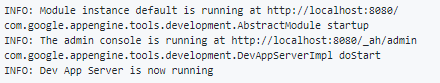 INFO: Module instance default is running at http://localhost:8080/
com.google.appengine.tools.development.AbstractModule startup
INFO: The admin console is running at http://localhost:8080/_ah/admin
com.google.appengine.tools.development.DevAppServerImpl doStart
INFO: Dev App Server is now running